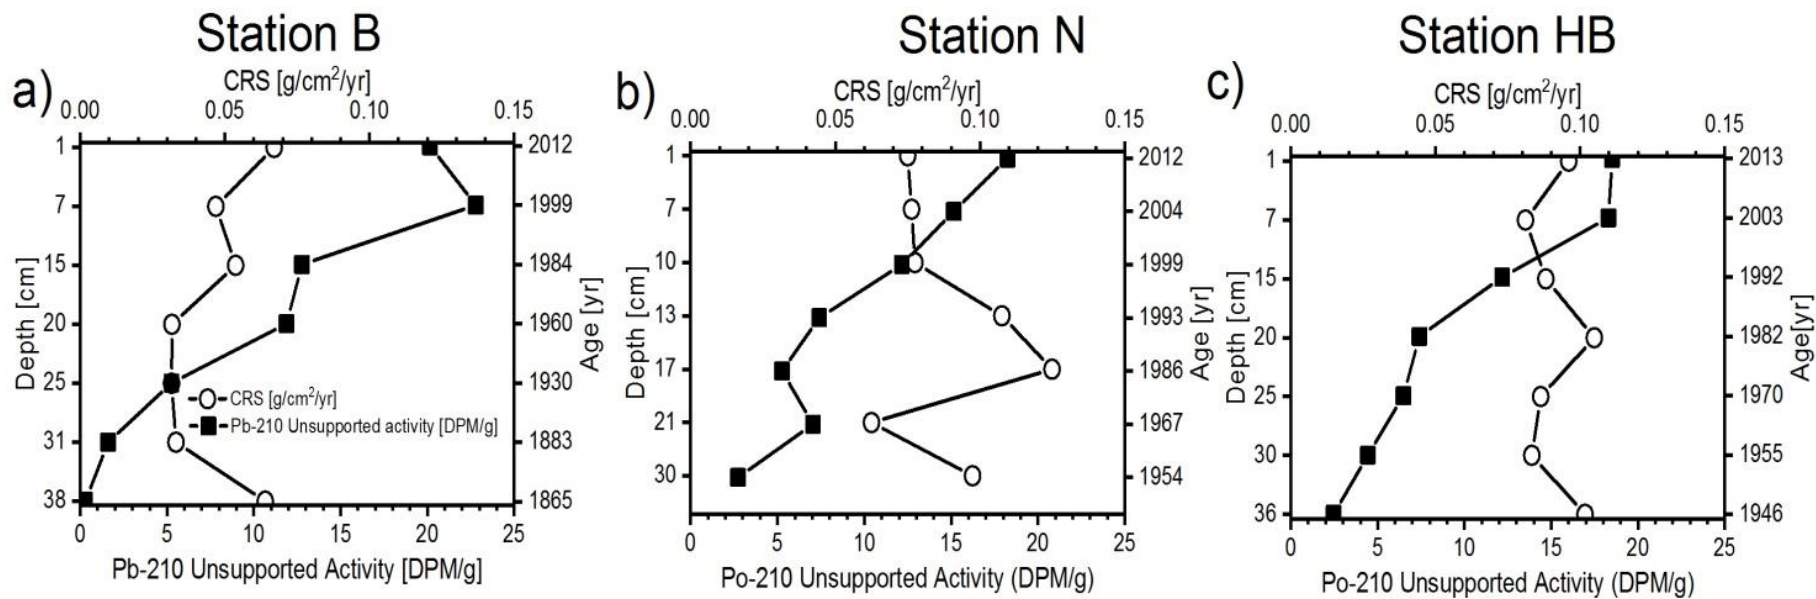 Station B
a)
CRS [g/cm²/yr]
0.00 0.05 0.10 0.15
1 2012
7 1999
15 1984
20 1960
25 1930
31 1883
38 1865
Depth [cm]
Age [yr]
CRS [g/cm²/yr]
Pb-210 Unsupported activity [DPM/g]
0 5 10 15 20 25
Pb-210 Unsupported Activity [DPM/g]
Station N
b)
CRS [g/cm²/yr]
0.00 0.05 0.10 0.15
1 2012
7 2004
10 1999
13 1993
17 1986
21 1967
30 1954
Depth [cm]
Age [yr]
0 5 10 15 20 25
Po-210 Unsupported Activity (DPM/g)
Station HB
c)
CRS [g/cm²/yr]
0.00 0.05 0.10 0.15
1 2013
7 2003
15 1992
20 1982
25 1970
30 1955
36 1946
Depth [cm]
Age[yr]
0 5 10 15 20 25
Po-210 Unsupported Activity (DPM/g)